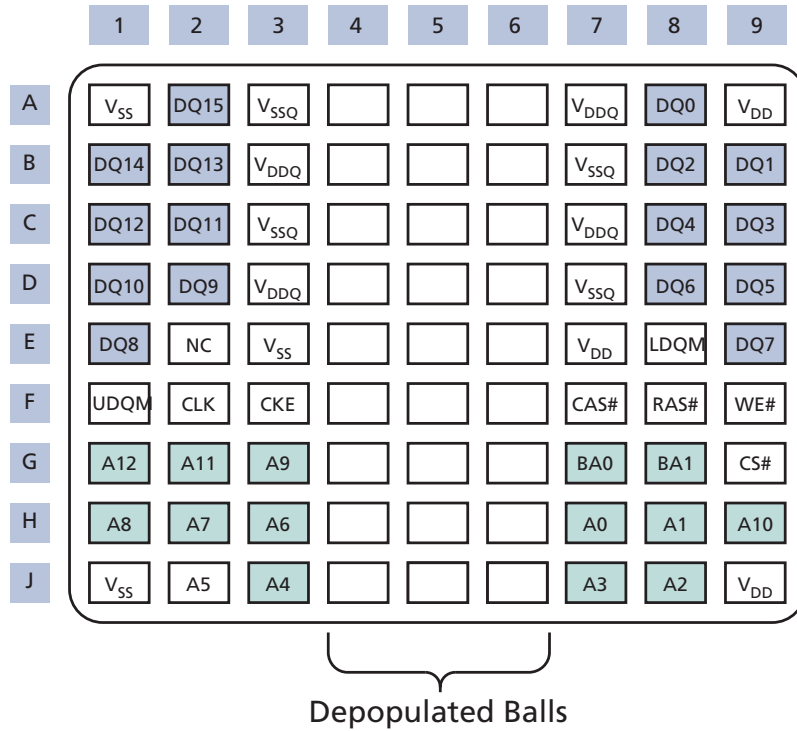 1 2 3 4 5 6 7 8 9
A VSS DQ15 VSSQ VDDQ DQ0 VDD
B DQ14 DQ13 VDDQ VSSQ DQ2 DQ1
C DQ12 DQ11 VSSQ VDDQ DQ4 DQ3
D DQ10 DQ9 VDDQ VSSQ DQ6 DQ5
E DQ8 NC VSS VDD LDQM DQ7
F UDQM CLK CKE CAS# RAS# WE#
G A12 A11 A9 BA0 BA1 CS#
H A8 A7 A6 A0 A1 A10
J VSS A5 A4 A3 A2 VDD
Depopulated Balls